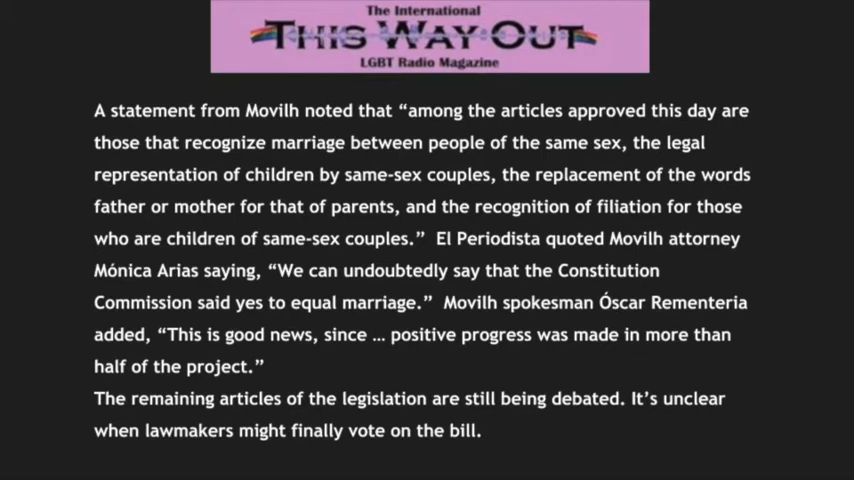 The International
THIS WAY OUT
LGBT Radio Magazine
A statement from Movilh noted that “among the articles approved this day are
those that recognize marriage between people of the same sex, the legal
representation of children by same-sex couples, the replacement of the words
father or mother for that of parents, and the recognition of filiation for those
who are children of same-sex couples.”  El Periodista quoted Movilh attorney
Mónica Arias saying, “We can undoubtedly say that the Constitution
Commission said yes to equal marriage.”  Movilh spokesman Óscar Rementeria
added, “This is good news, since … positive progress was made in more than
half of the project.”
The remaining articles of the legislation are still being debated. It’s unclear
when lawmakers might finally vote on the bill.